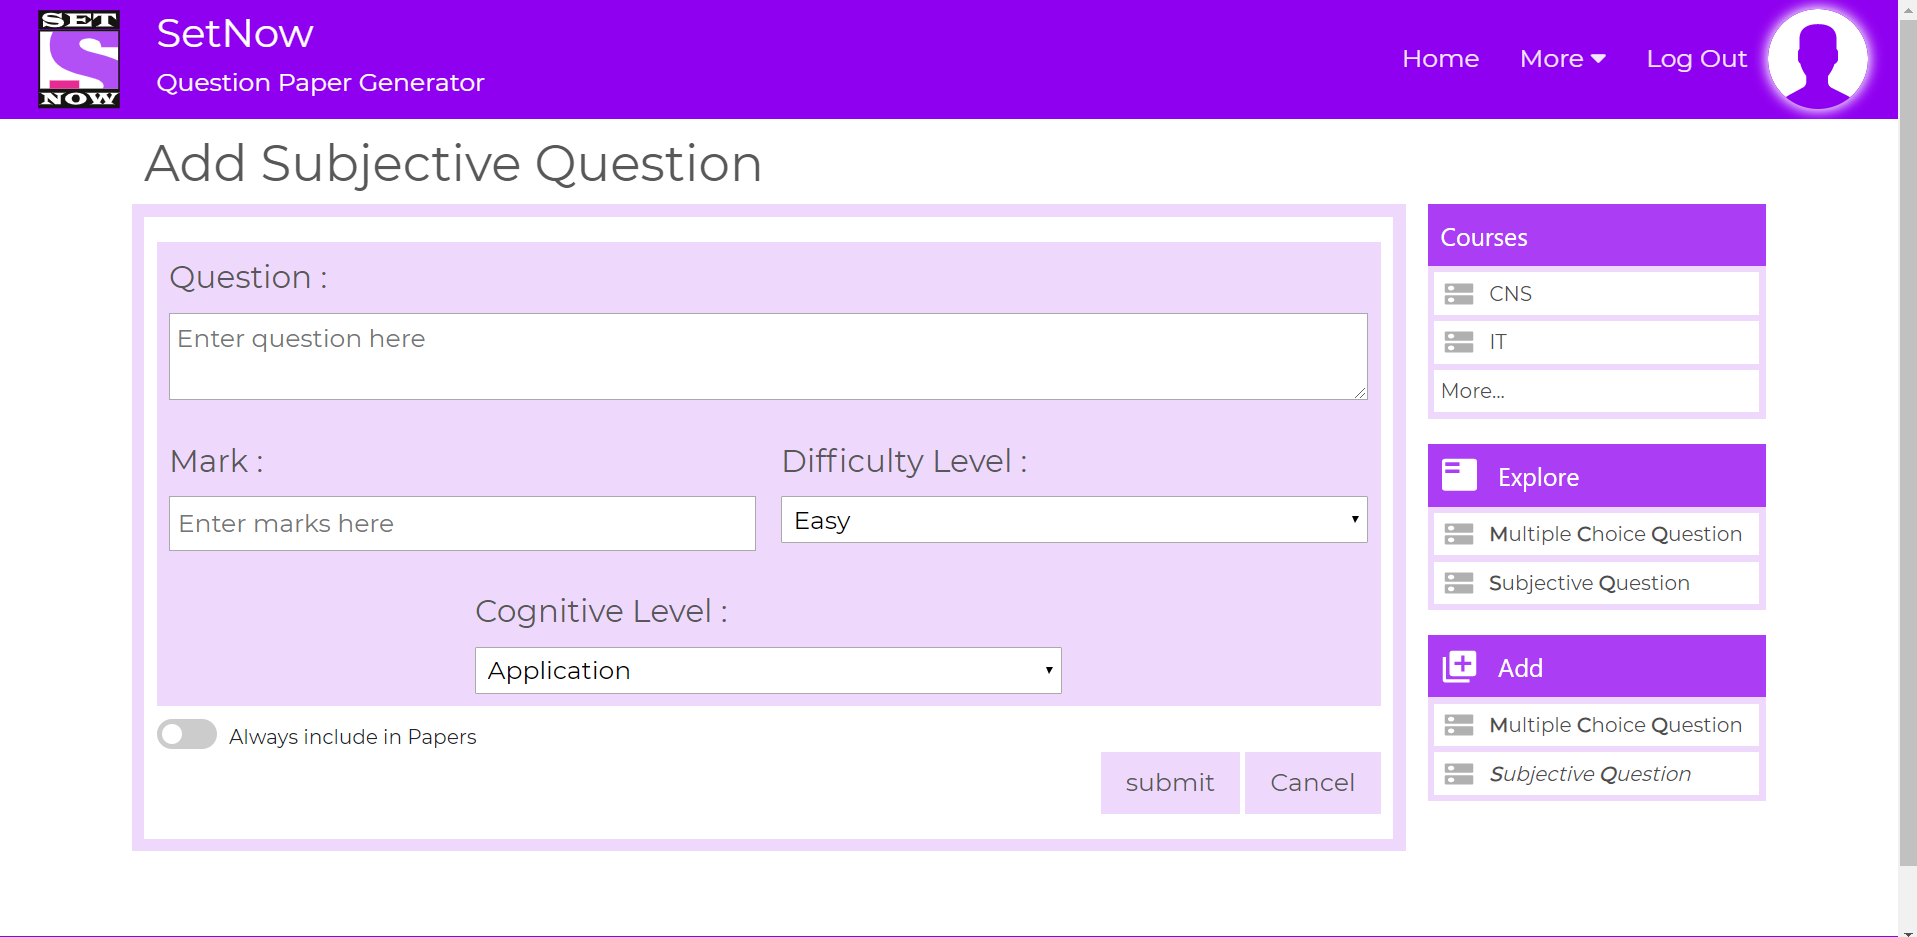 SET
NOW
SetNow
Question Paper Generator
Home
More
Log Out
Add Subjective Question
Question :
Enter question here
Mark :
Difficulty Level :
Enter marks here
Easy
Cognitive Level :
Application
Always include in Papers
submit
Cancel
Courses
CNS
IT
More...
Explore
Multiple Choice Question
Subjective Question
Add
Multiple Choice Question
Subjective Question